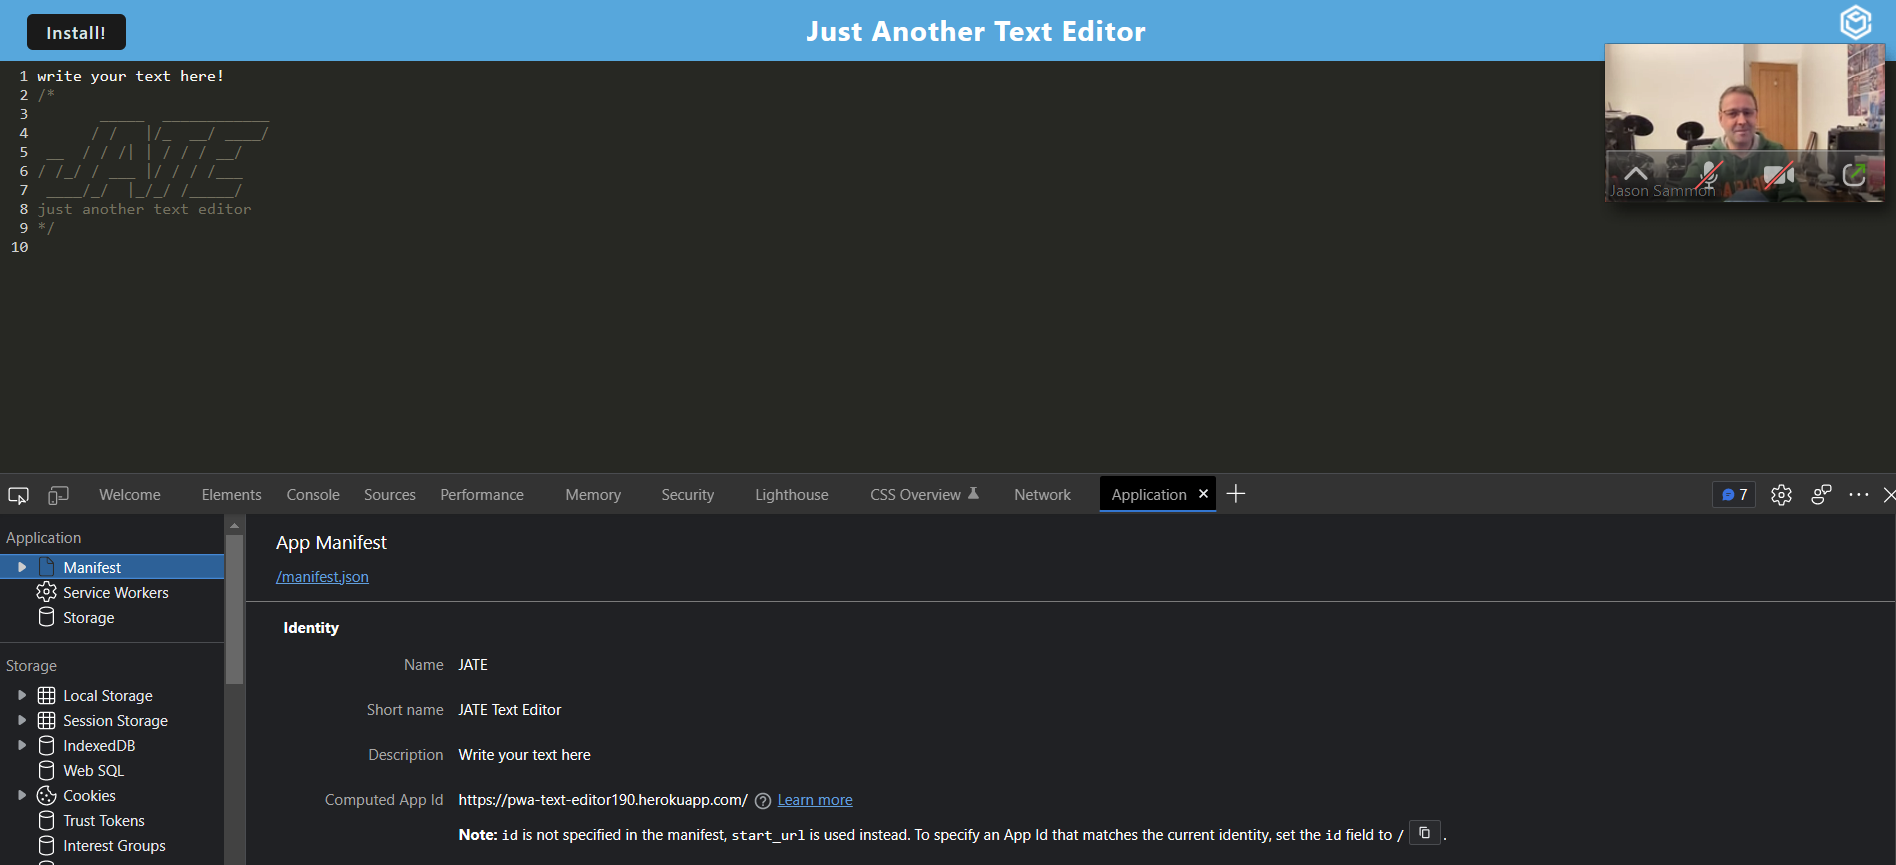 Install!
Just Another Text Editor
1 write your text here!
2 /*
3        _____  ____________
4       / /   |/_  __/ ____/
5  __  / / /| | / / / __/
6 / /_/ / ___ |/ / / /___
7  ____/_/  |_/_/ /_____/
8 just another text editor
9 */
10
Jason Sammon
Welcome Elements Console Sources Performance Memory Security Lighthouse CSS Overview Network Application 7
Application
Manifest
Service Workers
Storage
Storage
Local Storage
Session Storage
IndexedDB
Web SQL
Cookies
Trust Tokens
Interest Groups
App Manifest
/manifest.json
Identity
Name JATE
Short name JATE Text Editor
Description Write your text here
Computed App Id https://pwa-text-editor190.herokuapp.com/ Learn more
Note: id is not specified in the manifest, start_url is used instead. To specify an App Id that matches the current identity, set the id field to / .